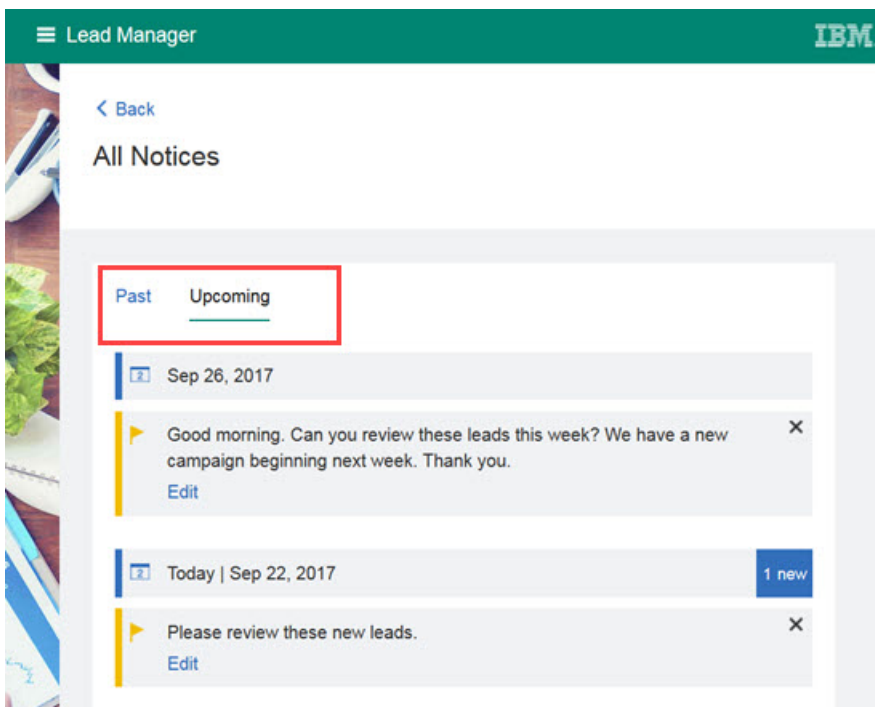 Lead Manager
IBM
Back
All Notices
Past Upcoming
2 Sep 26, 2017
Good morning. Can you review these leads this week? We have a new
campaign beginning next week. Thank you.
Edit
2 Today | Sep 22, 2017 1 new
Please review these new leads.
Edit